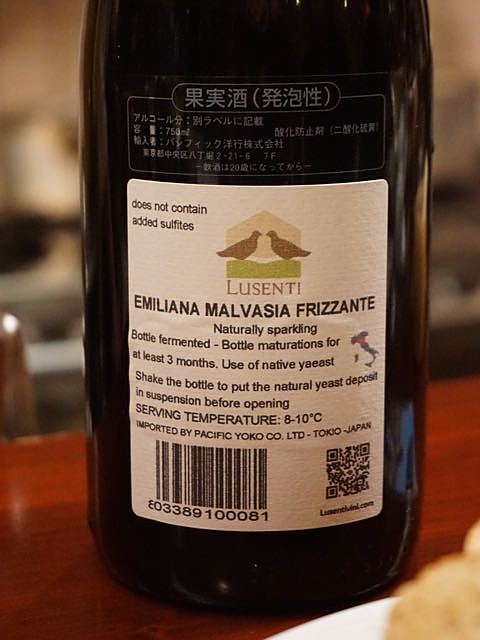 果実酒(発泡性)
アルコール分:別ラベルに記載
容 量:750㎖ 酸化防止剤(二酸化硫黄)
輸入者:パシフィック洋行株式会社
東京都中央区八丁堀2-21-6 7F
―飲酒は20歳になってから―
does not contain
added sulfites
LUSENTI
EMILIANA MALVASIA FRIZZANTE
Naturally sparkling
Bottle fermented - Bottle maturations for
at least 3 months. Use of native yaeast
Shake the bottle to put the natural yeast deposit
in suspension before opening
SERVING TEMPERATURE: 8-10°C
IMPORTED BY PACIFIC YOKO CO. LTD - TOKIO -JAPAN
8033891000081
Lusentivini.com